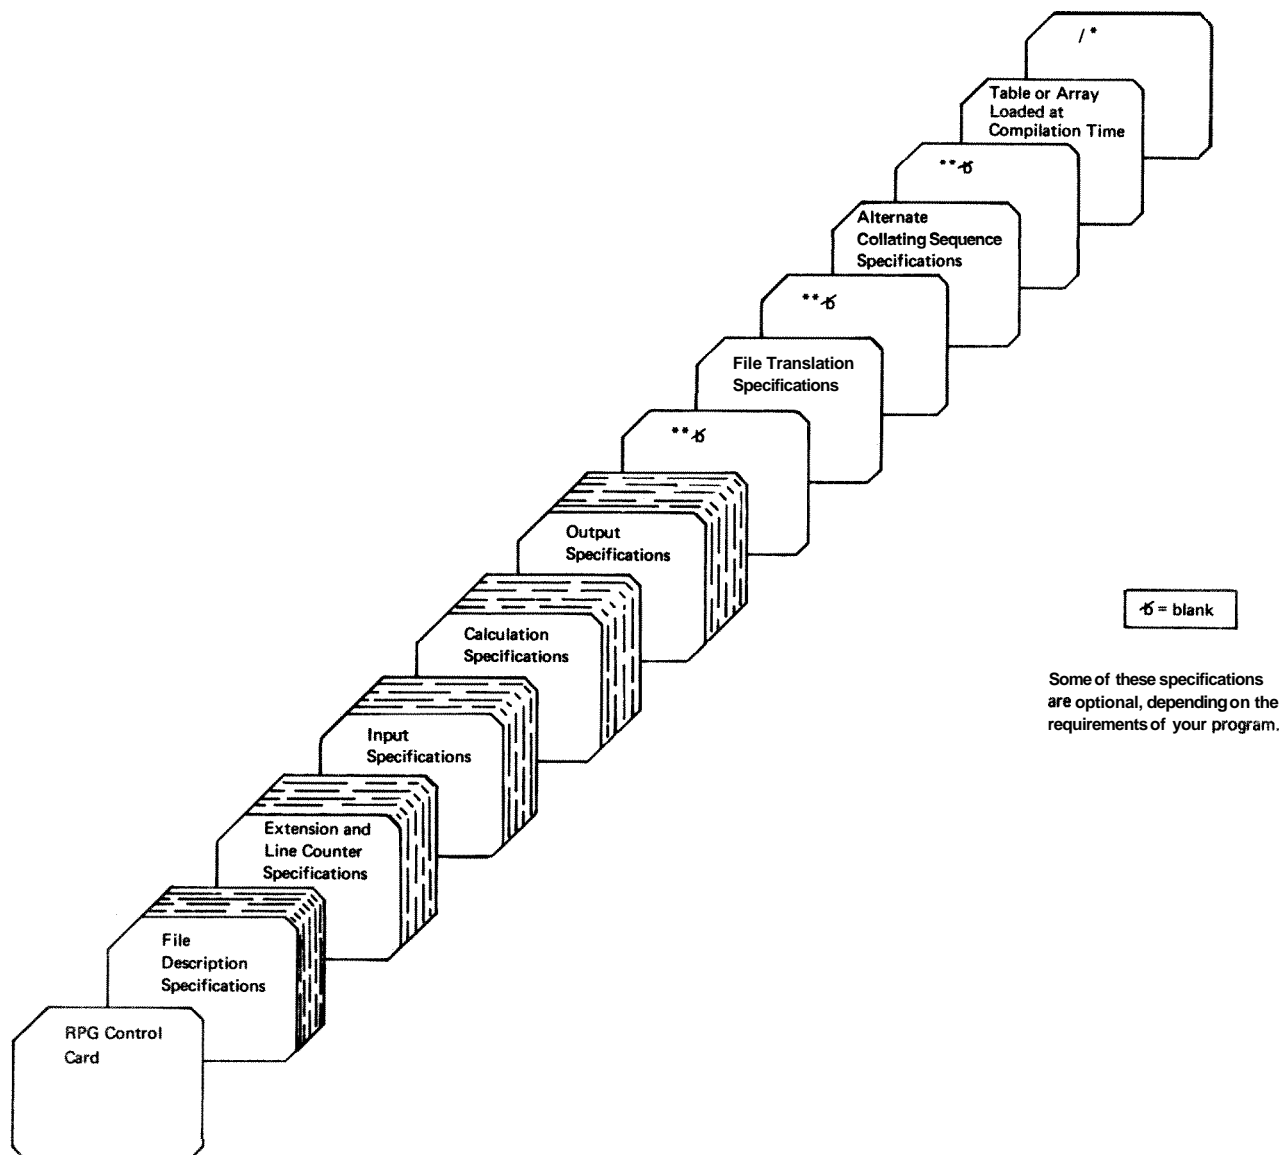 / *
Table or Array
Loaded at
Compilation Time
**ƀ
Alternate
Collating Sequence
Specifications
**ƀ
File Translation
Specifications
**ƀ
Output
Specifications
Calculation
Specifications
Input
Specifications
Extension and
Line Counter
Specifications
File
Description
Specifications
RPG Control
Card
ƀ = blank
Some of these specifications
are optional, depending on the
requirements of your program.